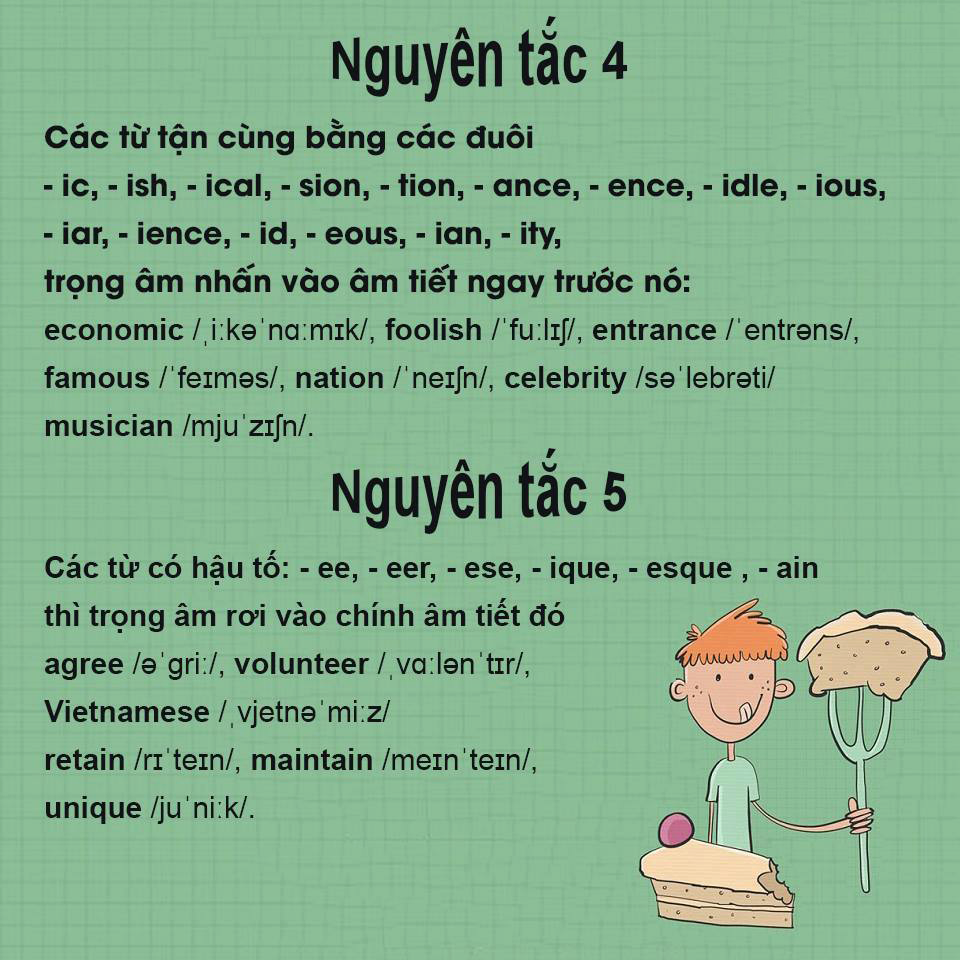 Nguyên tắc 4
Các từ tận cùng bằng các đuôi
- ic, - ish, - ical, - sion, - tion, - ance, - ence, - idle, - ious,
- iar, - ience, - id, - eous, - ian, - ity,
trọng âm nhấn vào âm tiết ngay trước nó:
economic /ˌiːkəˈnɑːmɪk/, foolish /ˈfuːlɪʃ/, entrance /ˈentrəns/,
famous /ˈfeɪməs/, nation /ˈneɪʃn/, celebrity /səˈlebrəti/
musician /mjuˈzɪʃn/.
Nguyên tắc 5
Các từ có hậu tố: - ee, - eer, - ese, - ique, - esque , - ain
thì trọng âm rơi vào chính âm tiết đó
agree /əˈgriː/, volunteer /ˌvɑːlənˈtɪr/,
Vietnamese /ˌvjetnəˈmiːz/
retain /rɪˈteɪn/, maintain /meɪnˈteɪn/,
unique /juˈniːk/.